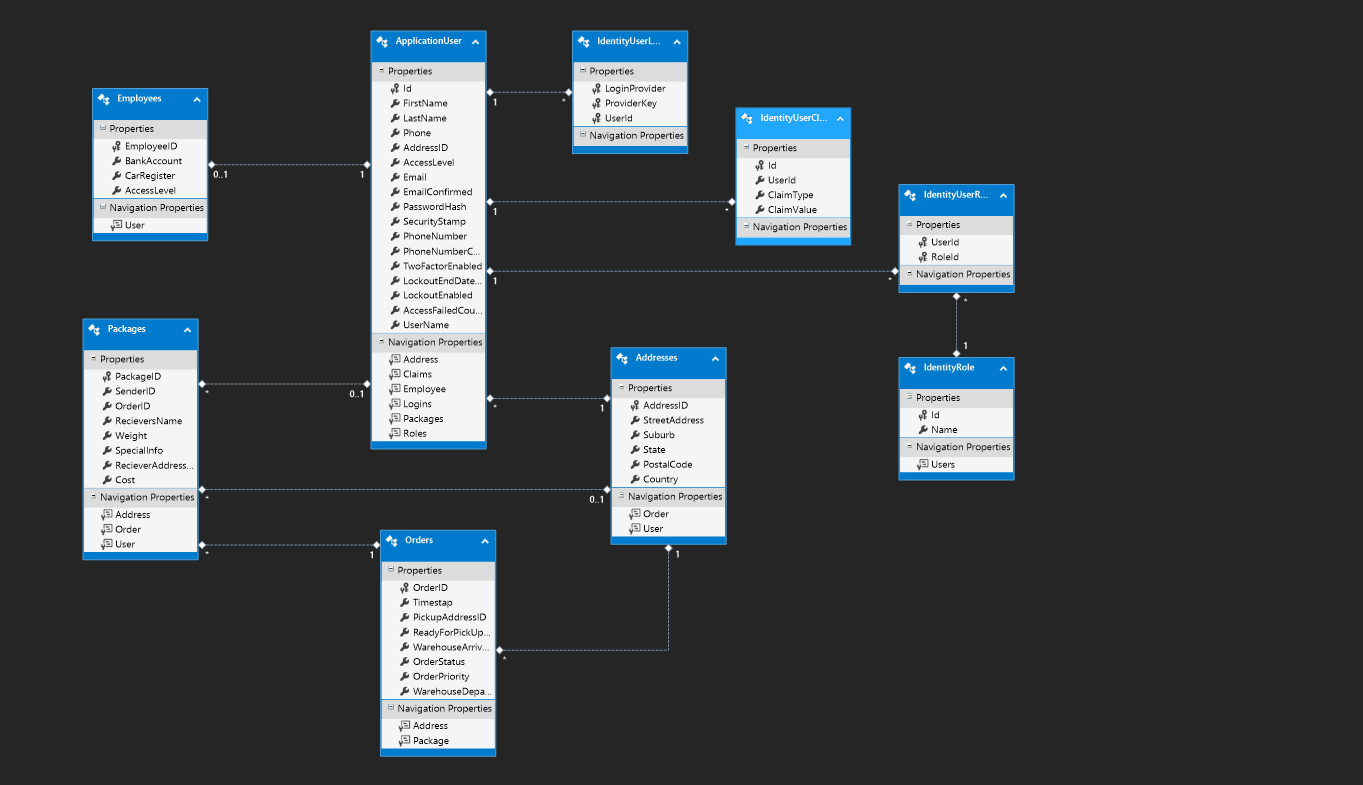 Employees
Properties
EmployeeID
BankAccount
CarRegister
AccessLevel
Navigation Properties
User
0..1
1
ApplicationUser
Properties
Id
FirstName
LastName
Phone
AddressID
AccessLevel
Email
EmailConfirmed
PasswordHash
SecurityStamp
PhoneNumber
PhoneNumberC...
TwoFactorEnabled
LockoutEndDate...
LockoutEnabled
AccessFailedCou...
UserName
Navigation Properties
Address
Claims
Employee
Logins
Packages
Roles
1
*
IdentityUserL...
Properties
LoginProvider
ProviderKey
UserId
Navigation Properties
1
*
IdentityUserCl...
Properties
Id
UserId
ClaimType
ClaimValue
Navigation Properties
1
*
IdentityUserR...
Properties
UserId
RoleId
Navigation Properties
*
1
IdentityRole
Properties
Id
Name
Navigation Properties
Users
Packages
Properties
PackageID
SenderID
OrderID
RecieversName
Weight
SpecialInfo
RecieverAddress...
Cost
Navigation Properties
Address
Order
User
*
0..1
*
1
Addresses
Properties
AddressID
StreetAddress
Suburb
State
PostalCode
Country
Navigation Properties
Order
User
*
0..1
*
1
1
*
Orders
Properties
OrderID
Timestap
PickupAddressID
ReadyForPickUp...
WarehouseArriv...
OrderStatus
OrderPriority
WarehouseDepa...
Navigation Properties
Address
Package